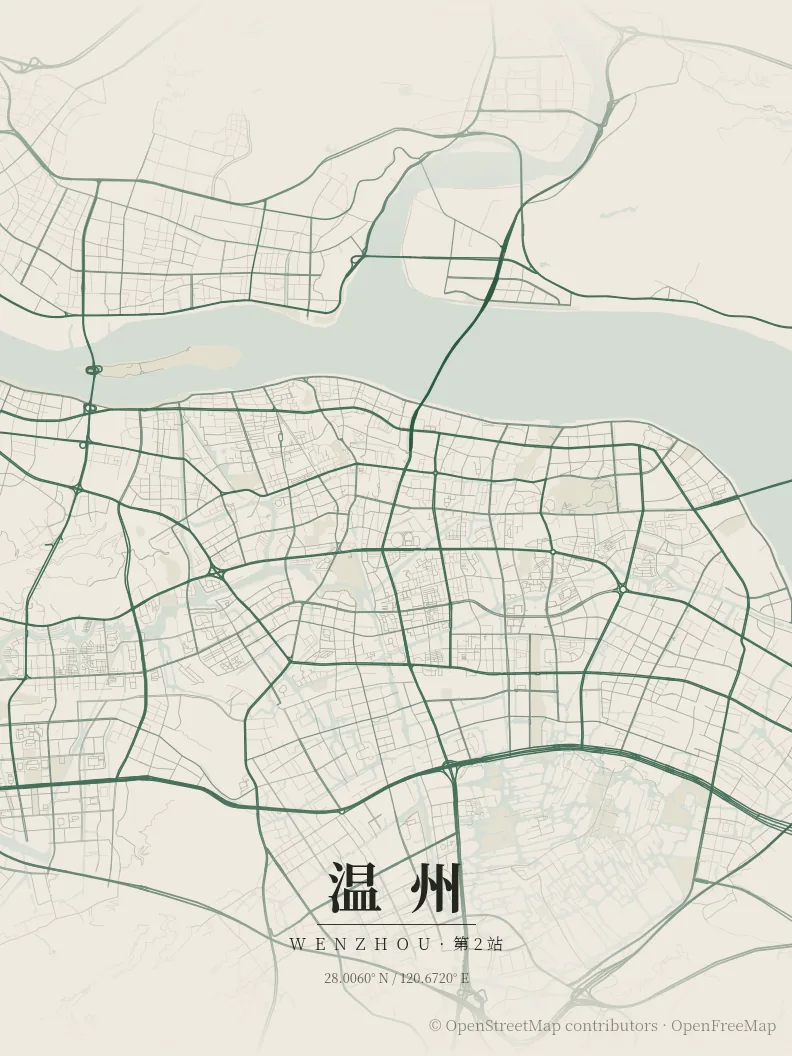 温 州
WENZHOU · 第2站
28.0060° N / 120.6720° E
© OpenStreetMap contributors · OpenFreeMap